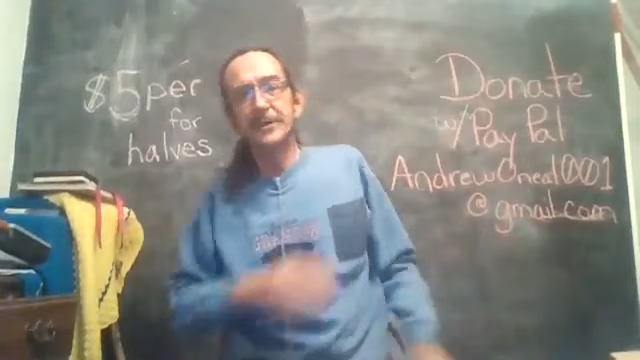 $5 per
for
halves
Donate
w/ PayPal
AndrewOneal001
@gmail.com